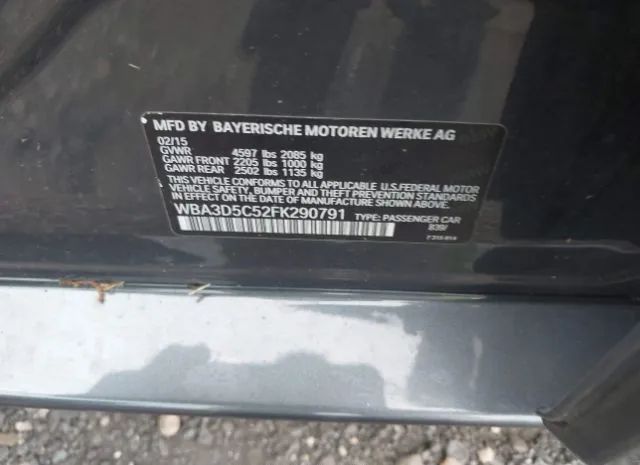 MFD BY BAYERISCHE MOTOREN WERKE AG
02/15
GVWR 4597 lbs 2085 kg
GAWR FRONT 2205 lbs 1000 kg
GAWR REAR 2502 lbs 1135 kg
THIS VEHICLE CONFORMS TO ALL APPLICABLE U.S.FEDERAL MOTOR
VEHICLE SAFETY, BUMPER AND THEFT PREVENTION STANDARDS
IN EFFECT ON THE DATE OF MANUFACTURE SHOWN ABOVE.
WBA3D5C52FK290791 TYPE: PASSENGER CAR
839/